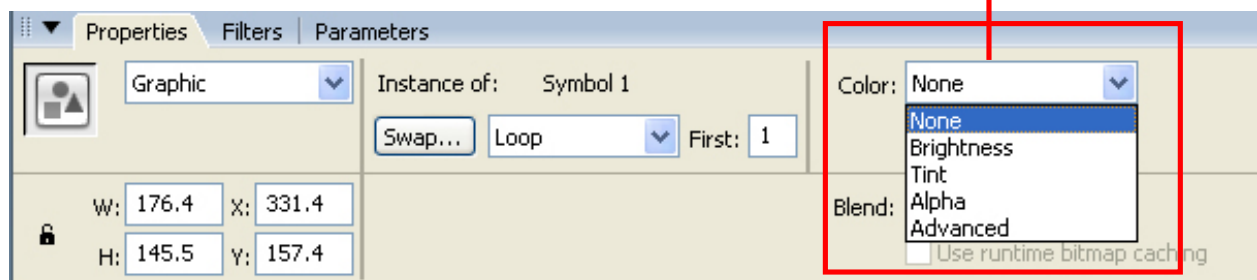 Properties Filters Parameters
Graphic Instance of: Symbol 1 Color: None
Swap... Loop First: 1 None
Brightness
Tint
W: 176.4 X: 331.4 Blend: Alpha
Advanced
H: 145.5 Y: 157.4 Use runtime bitmap caching